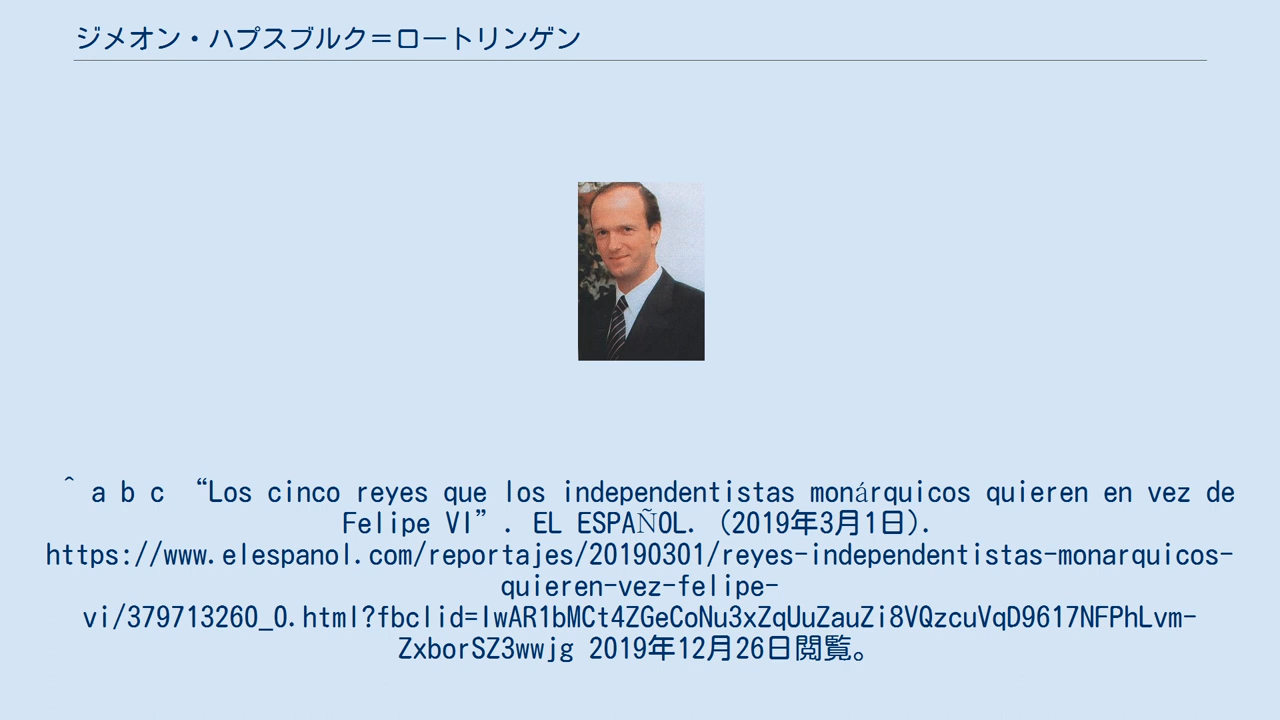 ジメオン・ハプスブルク＝ロートリンゲン
^ a b c “Los cinco reyes que los independentistas monárquicos quieren en vez de
Felipe VI”. EL ESPAÑOL. (2019年3月1日).
https://www.elespanol.com/reportajes/20190301/reyes-independentistas-monarquicos-
quieren-vez-felipe-
vi/379713260_0.html?fbclid=IwAR1bMCt4ZGeCoNu3xZqUuZauZi8VQzcuVqD9617NFPhLvm-
ZxborSZ3wwjg 2019年12月26日閲覧。